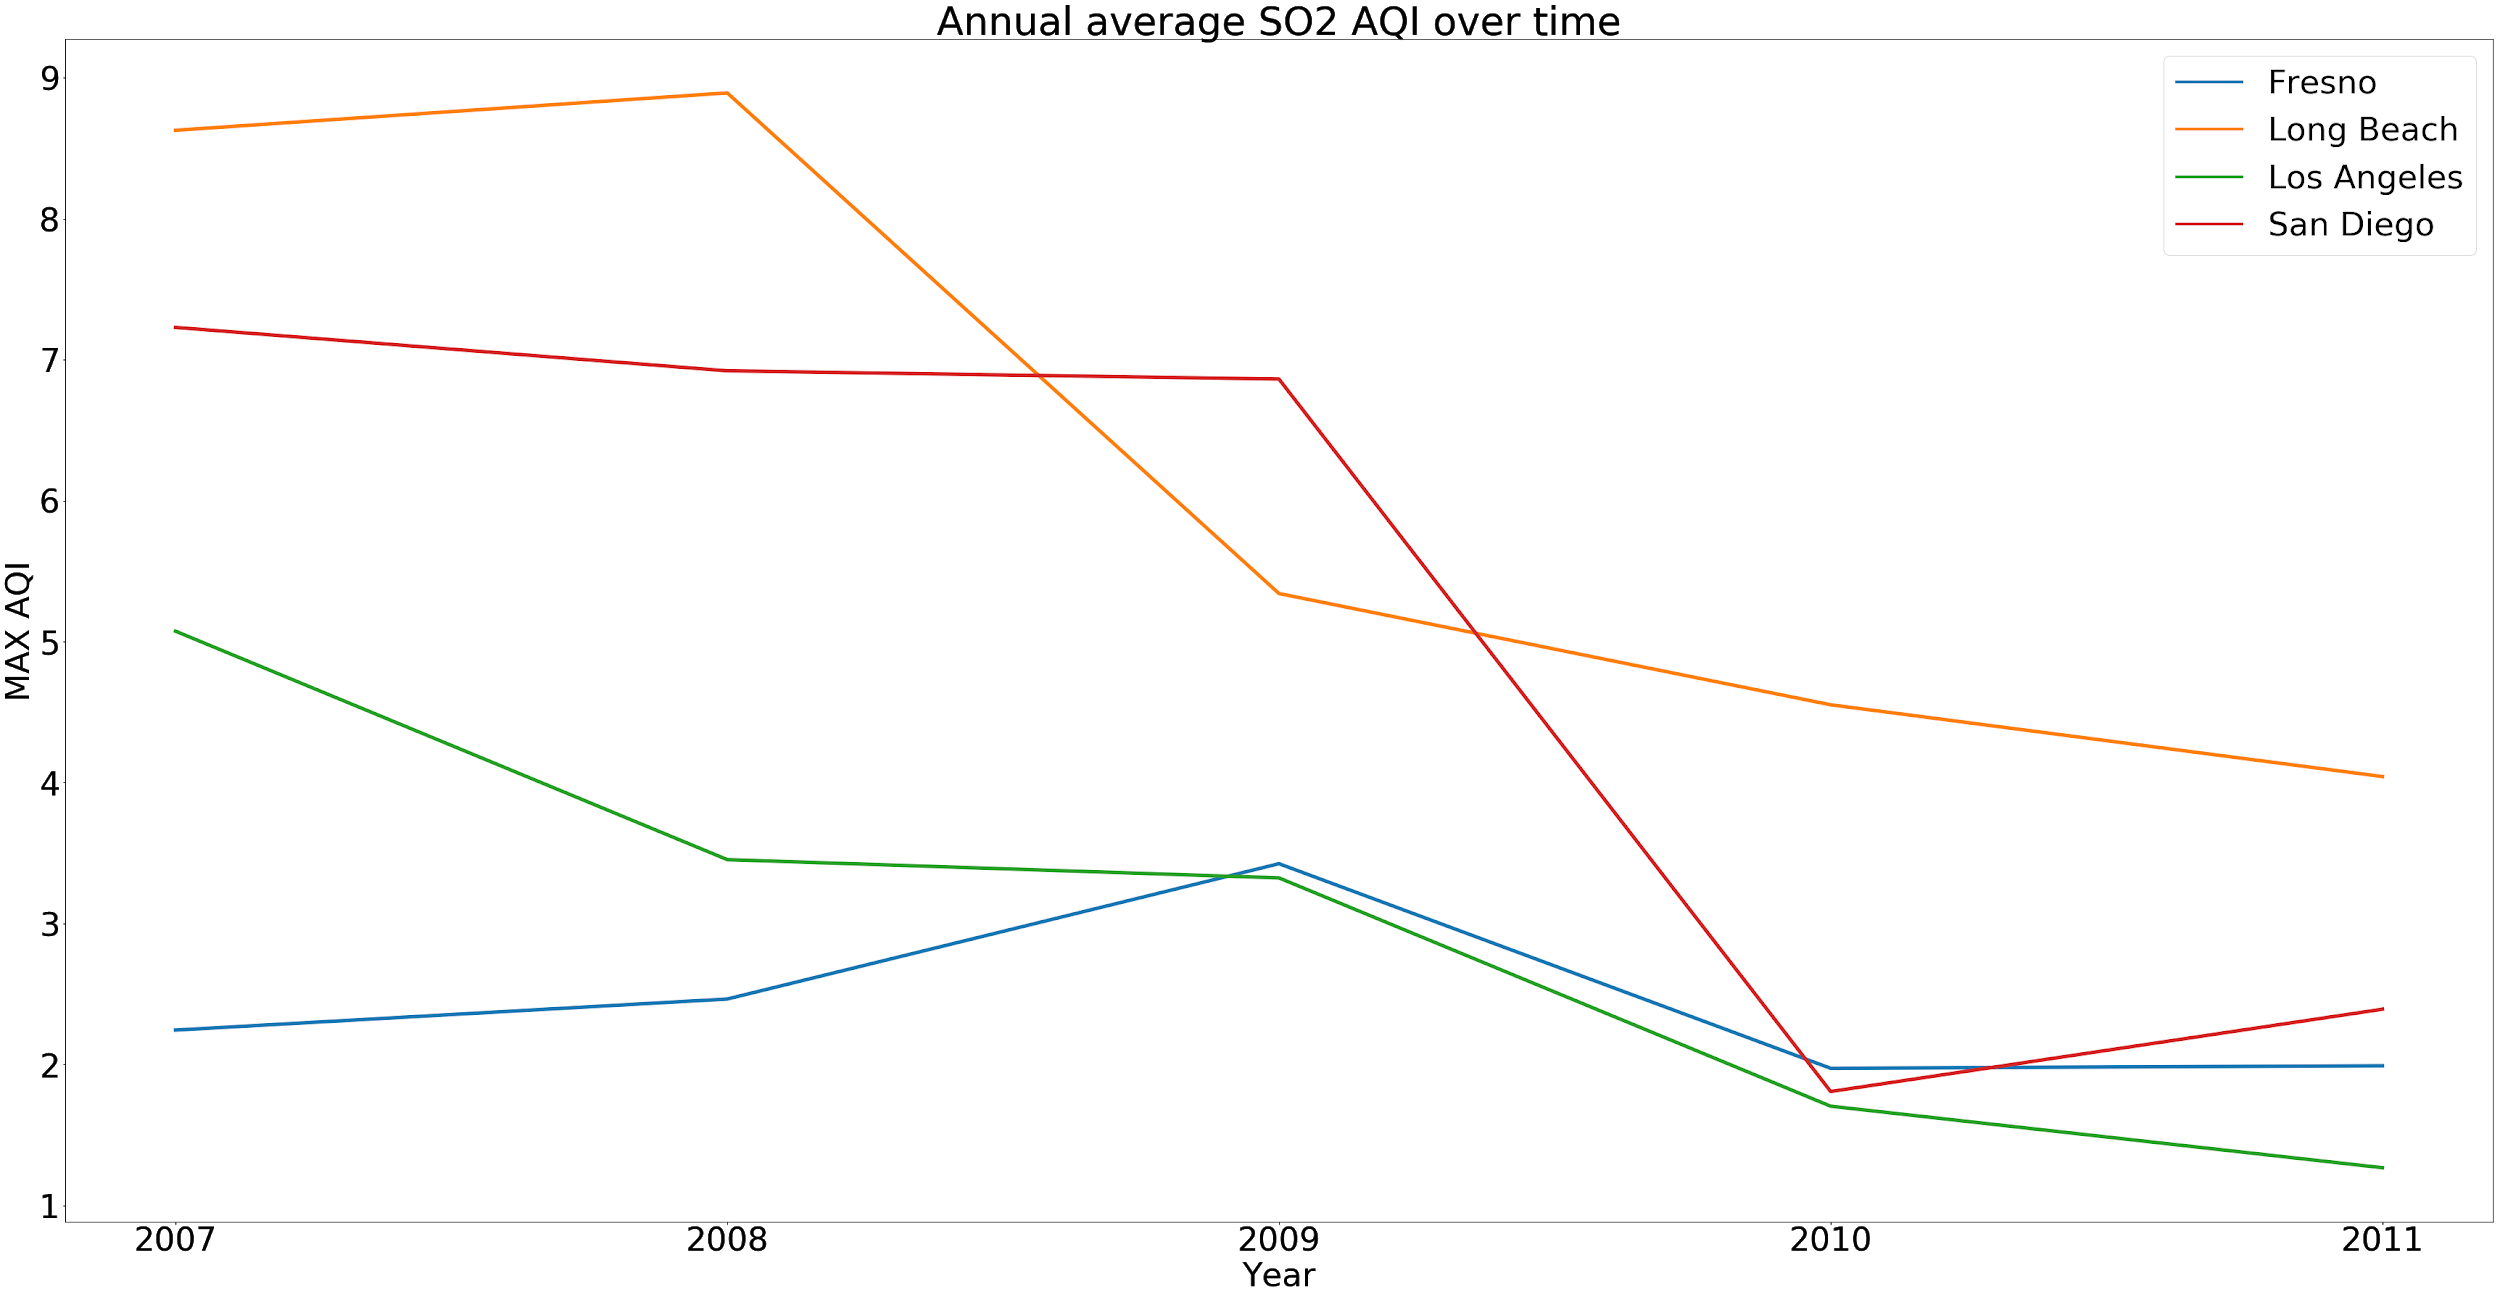 Annual average SO2 AQI over time
Fresno
Long Beach
Los Angeles
San Diego
MAX AQI
9
8
7
6
5
4
3
2
1
2007 2008 2009 2010 2011
Year